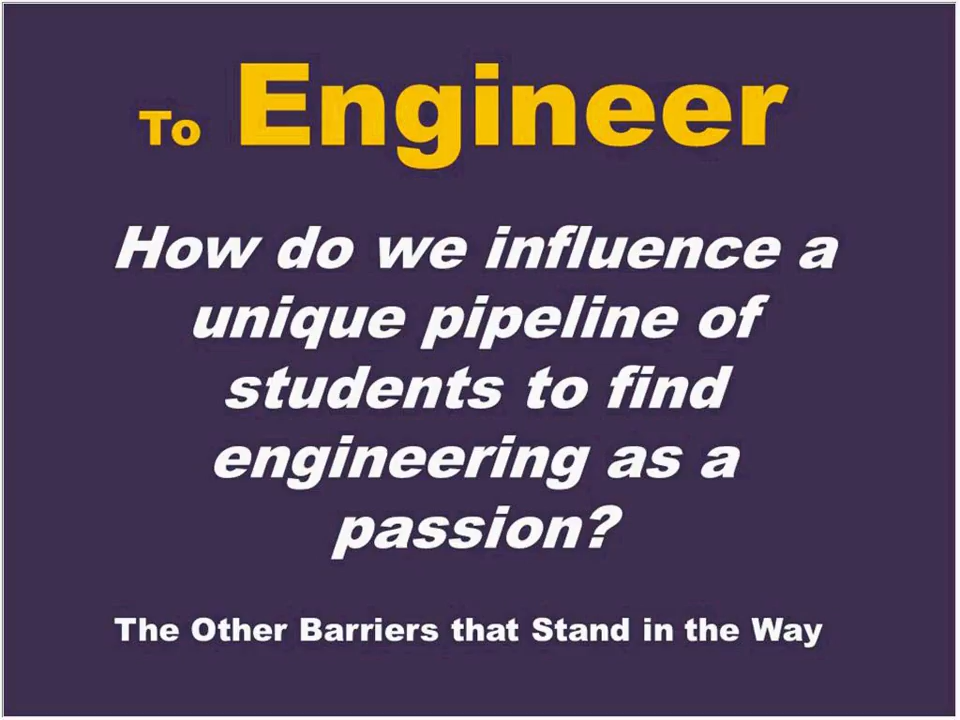 To Engineer
How do we influence a
unique pipeline of
students to find
engineering as a
passion?
The Other Barriers that Stand in the Way